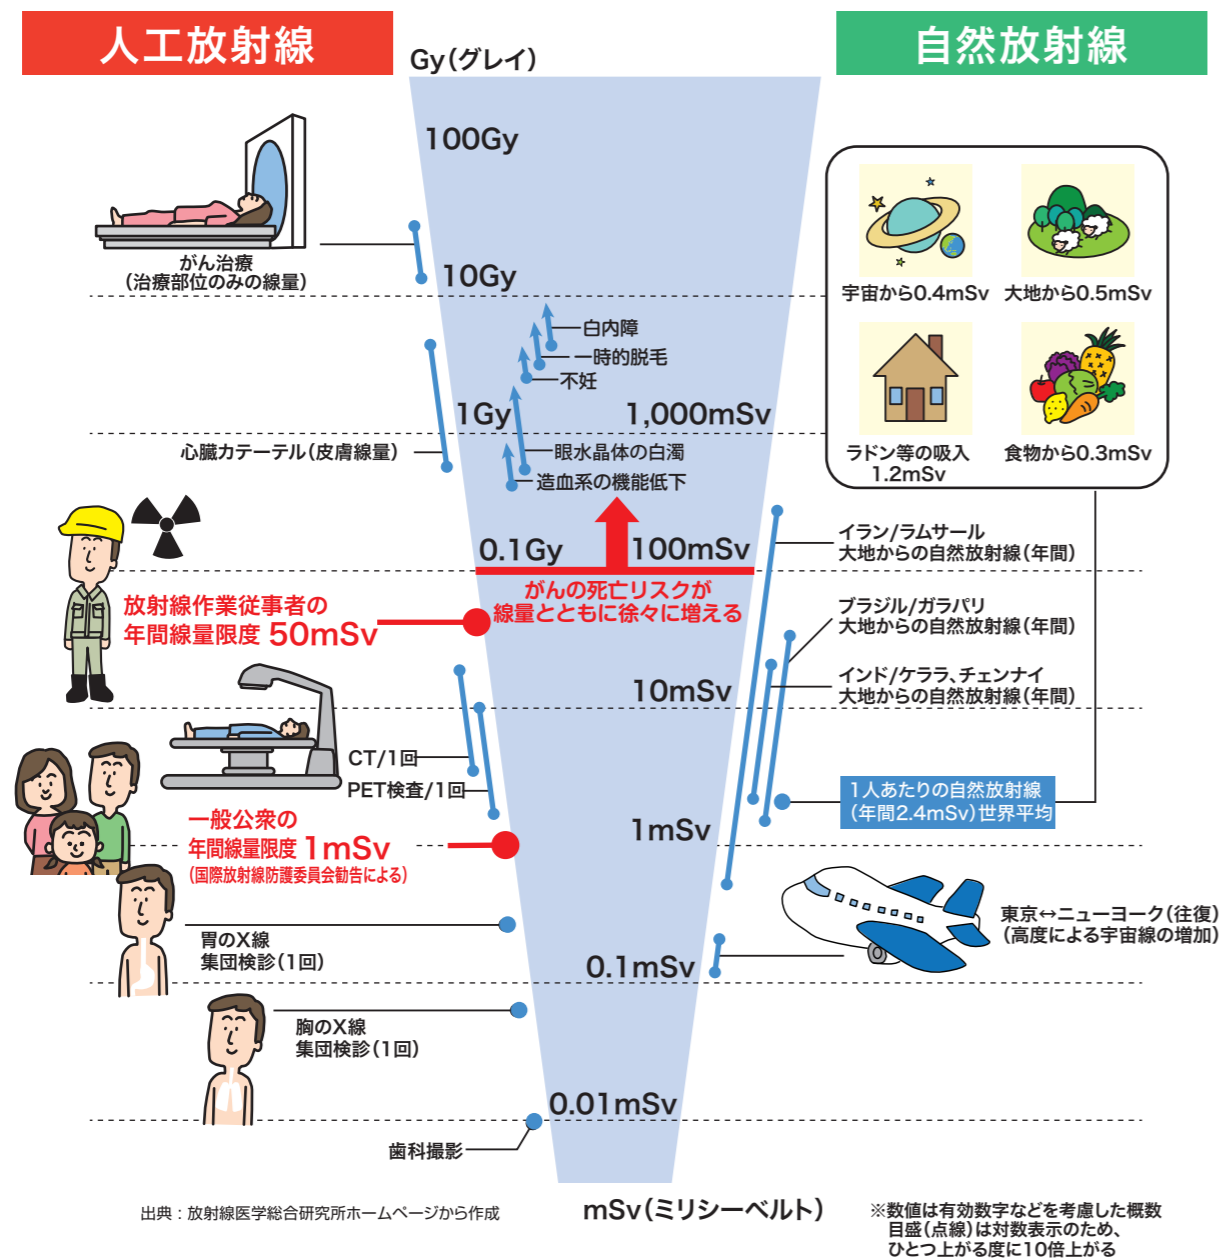 人工放射線
Gy（グレイ）
自然放射線
100Gy
がん治療
（治療部位のみの線量）
10Gy
宇宙から0.4mSv
大地から0.5mSv
白内障
一時的脱毛
不妊
1Gy
1,000mSv
心臓カテーテル（皮膚線量）
眼水晶体の白濁
造血系の機能低下
ラドン等の吸入
1.2mSv
食物から0.3mSv
0.1Gy
100mSv
がんの死亡リスクが
線量とともに徐々に増える
イラン/ラムサール
大地からの自然放射線（年間）
放射線作業従事者の
年間線量限度 50mSv
ブラジル/ガラパリ
大地からの自然放射線（年間）
10mSv
インド/ケララ、チェンナイ
大地からの自然放射線（年間）
CT/1回
PET検査/1回
1人あたりの自然放射線
（年間2.4mSv）世界平均
一般公衆の
年間線量限度 1mSv
（国際放射線防護委員会勧告による）
1mSv
胃のX線
集団検診（1回）
0.1mSv
東京↔ニューヨーク（往復）
（高度による宇宙線の増加）
胸のX線
集団検診（1回）
0.01mSv
歯科撮影
出典：放射線医学総合研究所ホームページから作成
mSv（ミリシーベルト）
※数値は有効数字などを考慮した概数
目盛（点線）は対数表示のため、
ひとつ上がる度に10倍上がる